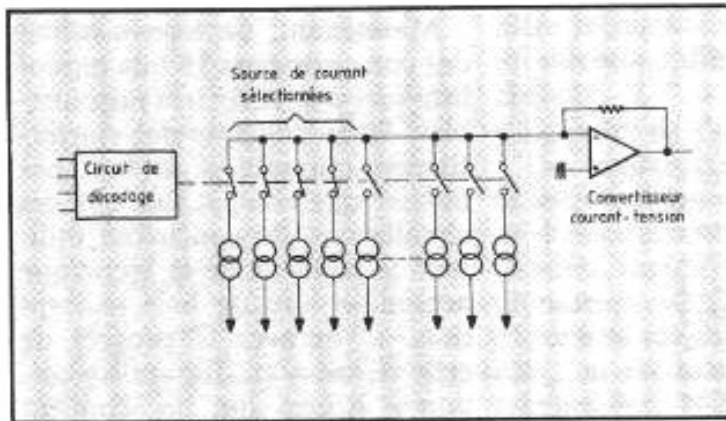 Source de courant
sélectionnées
Circuit de
décodage
Convertisseur
courant-tension